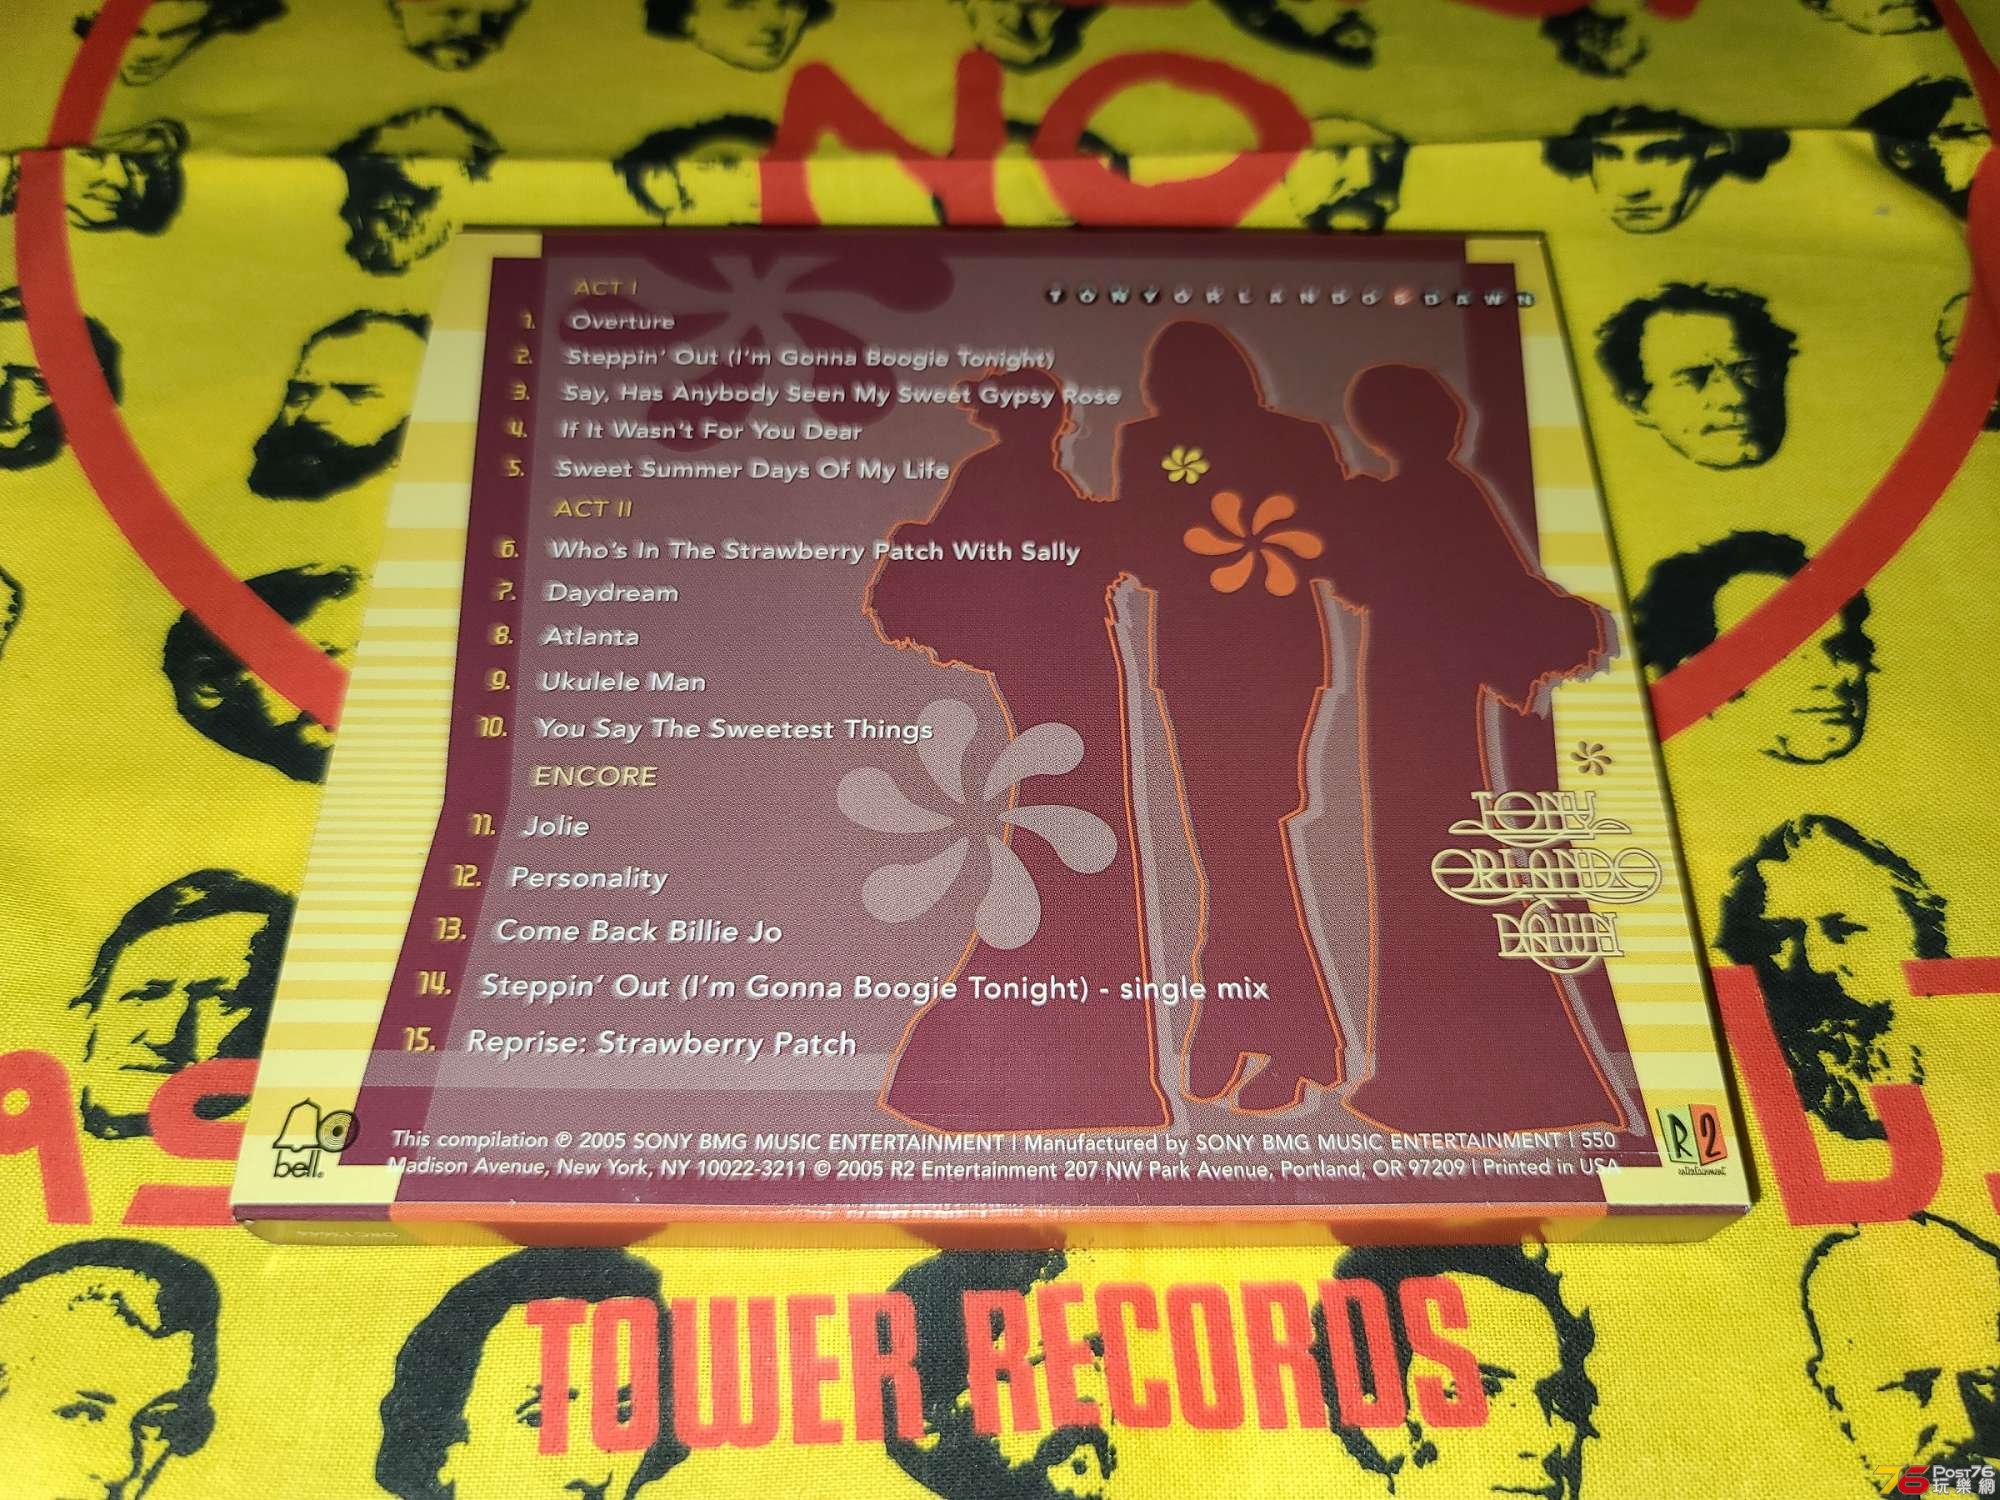 NO
TONY ORLANDO & DAWN
ACT I
1. Overture
2. Steppin' Out (I'm Gonna Boogie Tonight)
3. Say, Has Anybody Seen My Sweet Gypsy Rose
4. If It Wasn't For You Dear
5. Sweet Summer Days Of My Life
ACT II
6. Who's In The Strawberry Patch With Sally
7. Daydream
8. Atlanta
9. Ukulele Man
10. You Say The Sweetest Things
ENCORE
11. Jolie
12. Personality
13. Come Back Billie Jo
14. Steppin' Out (I'm Gonna Boogie Tonight) - single mix
15. Reprise: Strawberry Patch
TONY
ORLANDO
&
DAWN
bell®
This compilation ℗ 2005 SONY BMG MUSIC ENTERTAINMENT | Manufactured by SONY BMG MUSIC ENTERTAINMENT | 550
Madison Avenue, New York, NY 10022-3211 © 2005 R2 Entertainment 207 NW Park Avenue, Portland, OR 97209 | Printed in USA
R2
entertainment
TOWER RECORDS
76 POST76
玩樂網